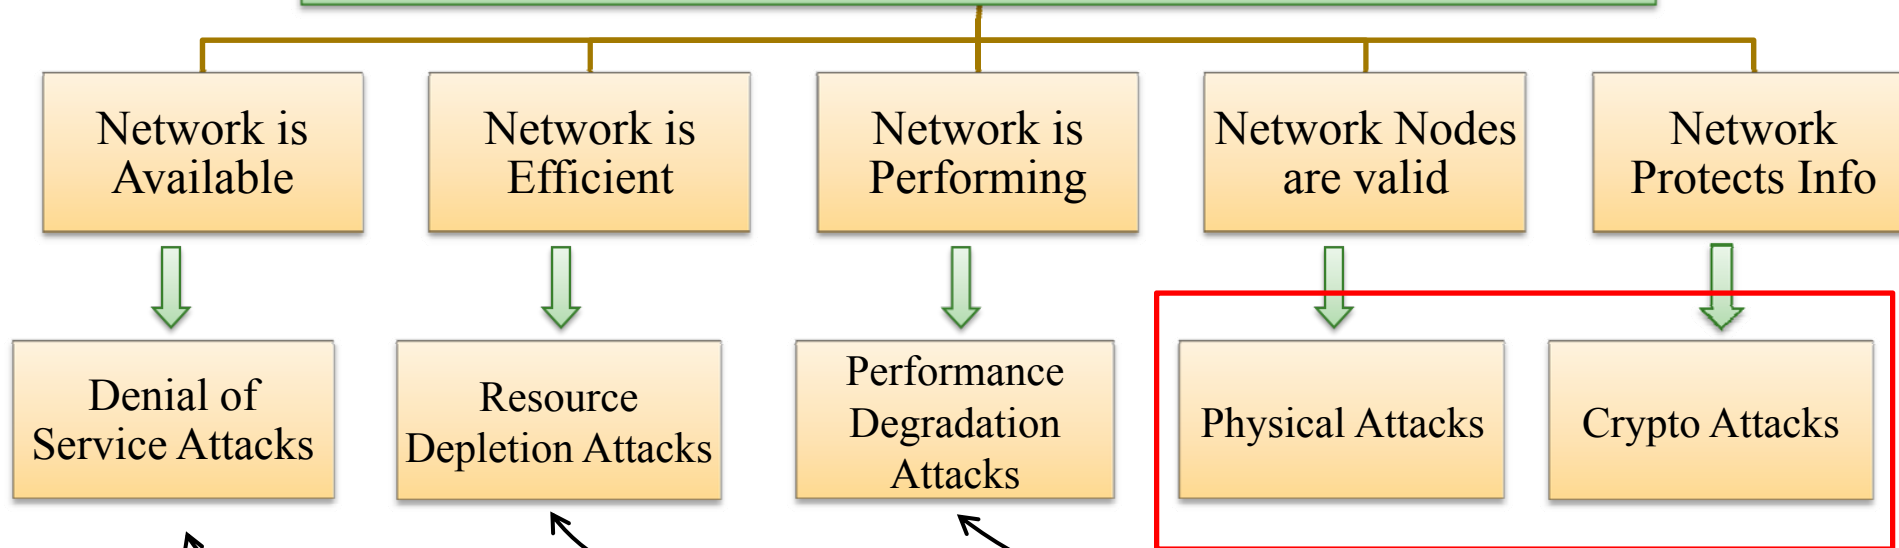 Network is
Available
Network is
Efficient
Network is
Performing
Network Nodes
are valid
Network
Protects Info
Denial of
Service Attacks
Resource
Depletion Attacks
Performance
Degradation
Attacks
Physical Attacks
Crypto Attacks